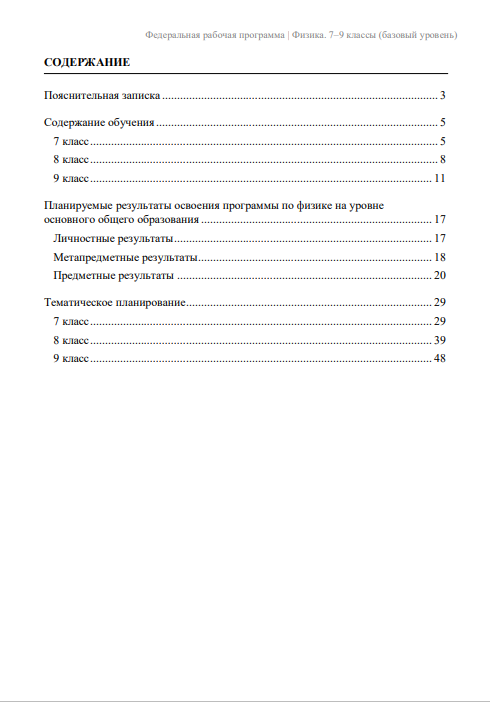 Федеральная рабочая программа | Физика. 7–9 классы (базовый уровень)
СОДЕРЖАНИЕ
Пояснительная записка ........ 3
Содержание обучения ........ 5
7 класс ........ 5
8 класс ........ 8
9 класс ........ 11
Планируемые результаты освоения программы по физике на уровне
основного общего образования ........ 17
Личностные результаты ........ 17
Метапредметные результаты ........ 18
Предметные результаты ........ 20
Тематическое планирование ........ 29
7 класс ........ 29
8 класс ........ 39
9 класс ........ 48